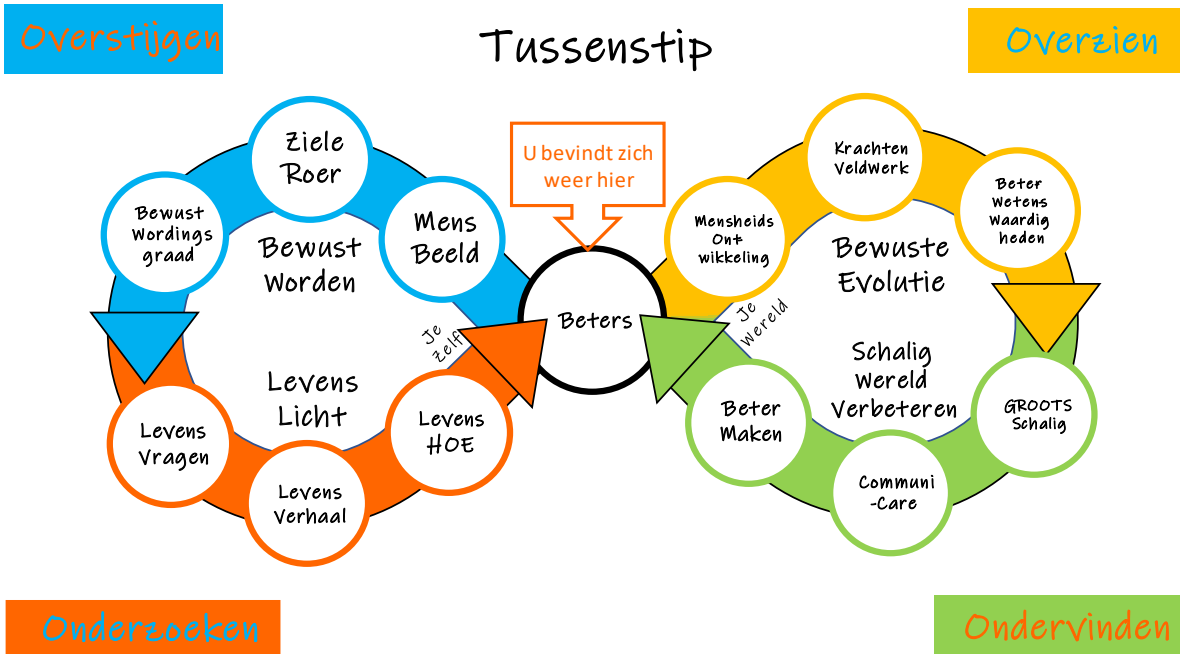 Overstijgen
Tussenstip
Overzien
U bevindt zich
weer hier
Ziele
Roer
Bewust
Wordings
graad
Mens
Beeld
Bewust
Worden
Levens
Licht
Levens
Vragen
Levens
Verhaal
Levens
HOE
Je
Zelf
Beters
Je
Wereld
Mensheids
Ont
wikkeling
Krachten
Veldwerk
Beter
Wetens
Waardig
heden
Bewuste
Evolutie
Schalig
Wereld
Verbeteren
GROOTS
Schalig
Communi
-Care
Beter
Maken
Onderzoeken
Ondervinden